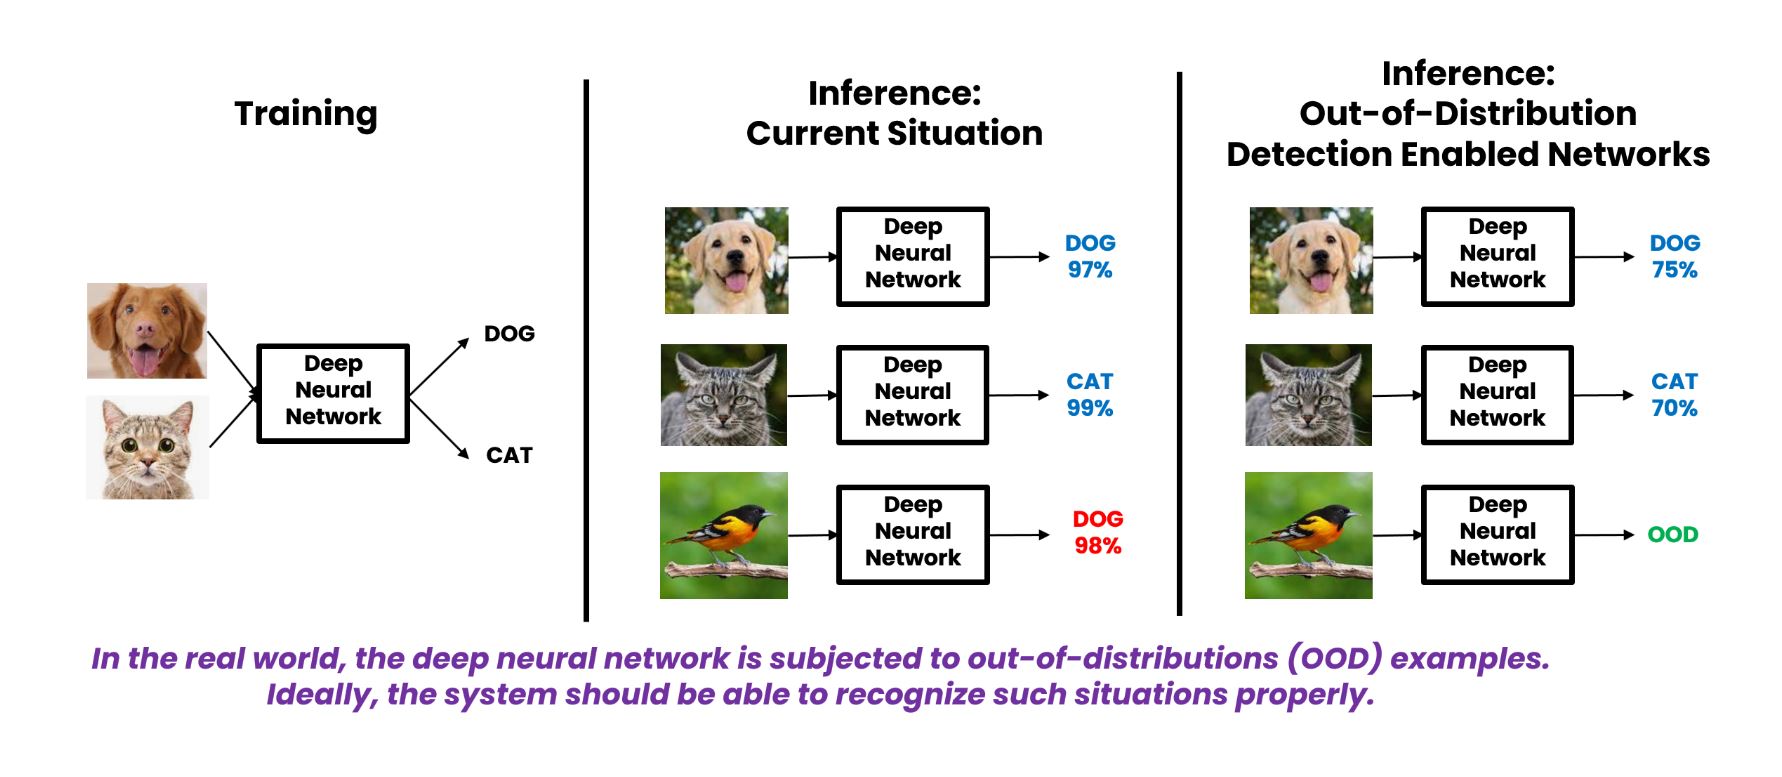 Training
Deep
Neural
Network
DOG
CAT
Inference:
Current Situation
Deep
Neural
Network
DOG
97%
Deep
Neural
Network
CAT
99%
Deep
Neural
Network
DOG
98%
Inference:
Out-of-Distribution
Detection Enabled Networks
Deep
Neural
Network
DOG
75%
Deep
Neural
Network
CAT
70%
Deep
Neural
Network
OOD
In the real world, the deep neural network is subjected to out-of-distributions (OOD) examples.
Ideally, the system should be able to recognize such situations properly.